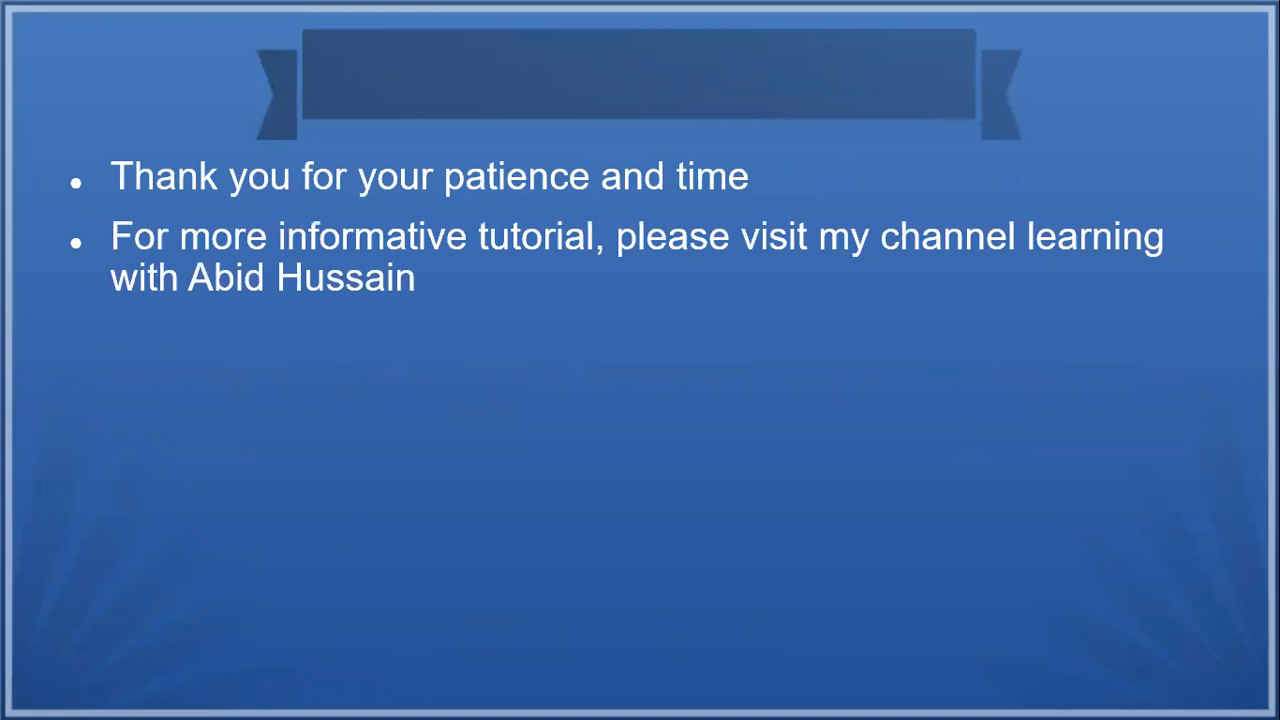 Thank you for your patience and time
For more informative tutorial, please visit my channel learning
with Abid Hussain